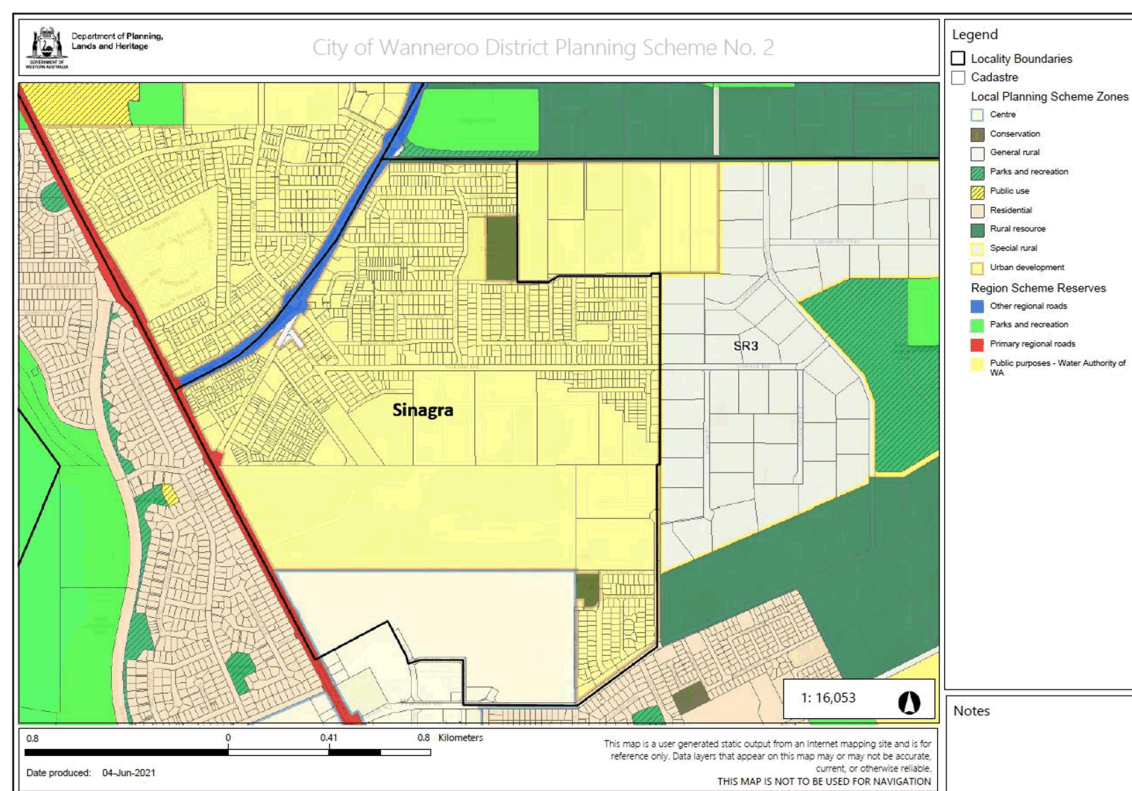 Department of Planning,
Lands and Heritage
GOVERNMENT OF
WESTERN AUSTRALIA
City of Wanneroo District Planning Scheme No. 2
Sinagra
SR3
1: 16,053
0.8
0
0.41
0.8
Kilometers
Date produced: 04-Jun-2021
This map is a user generated static output from an Internet mapping site and is for
reference only. Data layers that appear on this map may or may not be accurate,
current, or otherwise reliable.
THIS MAP IS NOT TO BE USED FOR NAVIGATION
Legend
Locality Boundaries
Cadastre
Local Planning Scheme Zones
Centre
Conservation
General rural
Parks and recreation
Public use
Residential
Rural resource
Special rural
Urban development
Region Scheme Reserves
Other regional roads
Parks and recreation
Primary regional roads
Public purposes - Water Authority of
WA
Notes